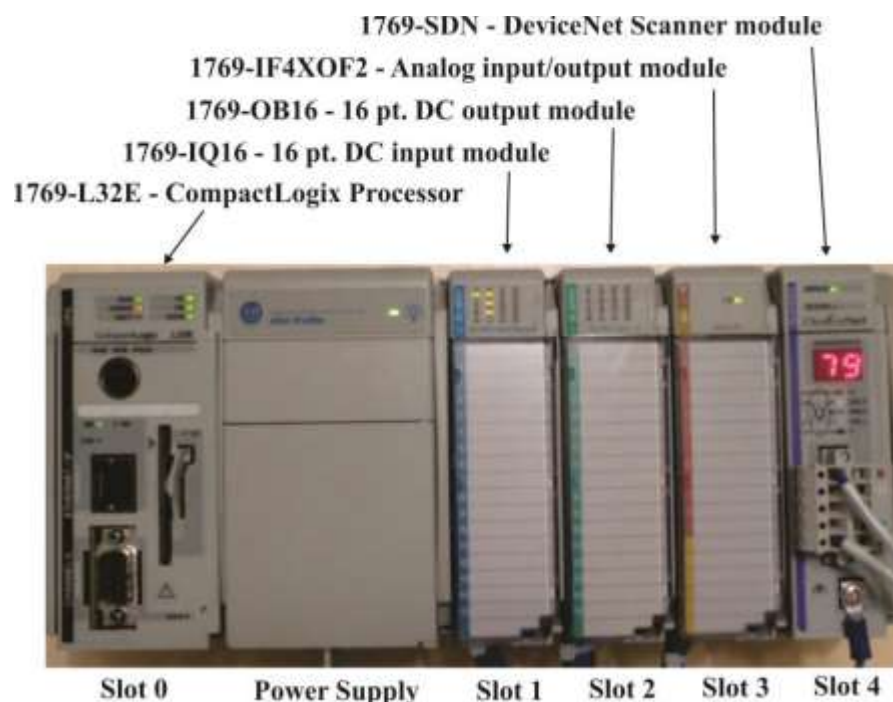 1769-SDN - DeviceNet Scanner module
1769-IF4XOF2 - Analog input/output module
1769-OB16 - 16 pt. DC output module
1769-IQ16 - 16 pt. DC input module
1769-L32E - CompactLogix Processor
79
Slot 0 Power Supply Slot 1 Slot 2 Slot 3 Slot 4